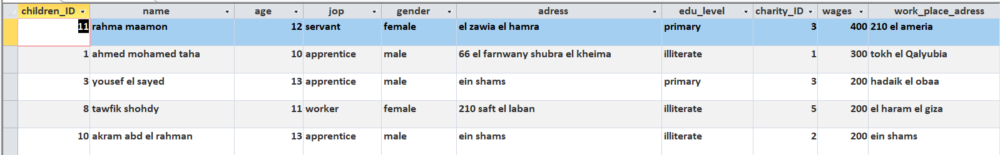 children_ID name age jop gender adress edu_level charity_ID wages work_place_adress
11 rahma maamon 12 servant female el zawia el hamra primary 3 400 210 el ameria
1 ahmed mohamed taha 10 apprentice male 66 el farnwany shubra el kheima illiterate 1 300 tokh el Qalyubia
3 yousef el sayed 13 apprentice male ein shams primary 3 200 hadaik el obaa
8 tawfik shohdy 11 worker female 210 saft el laban illiterate 5 200 el haram el giza
10 akram abd el rahman 13 apprentice male ein shams illiterate 2 200 ein shams